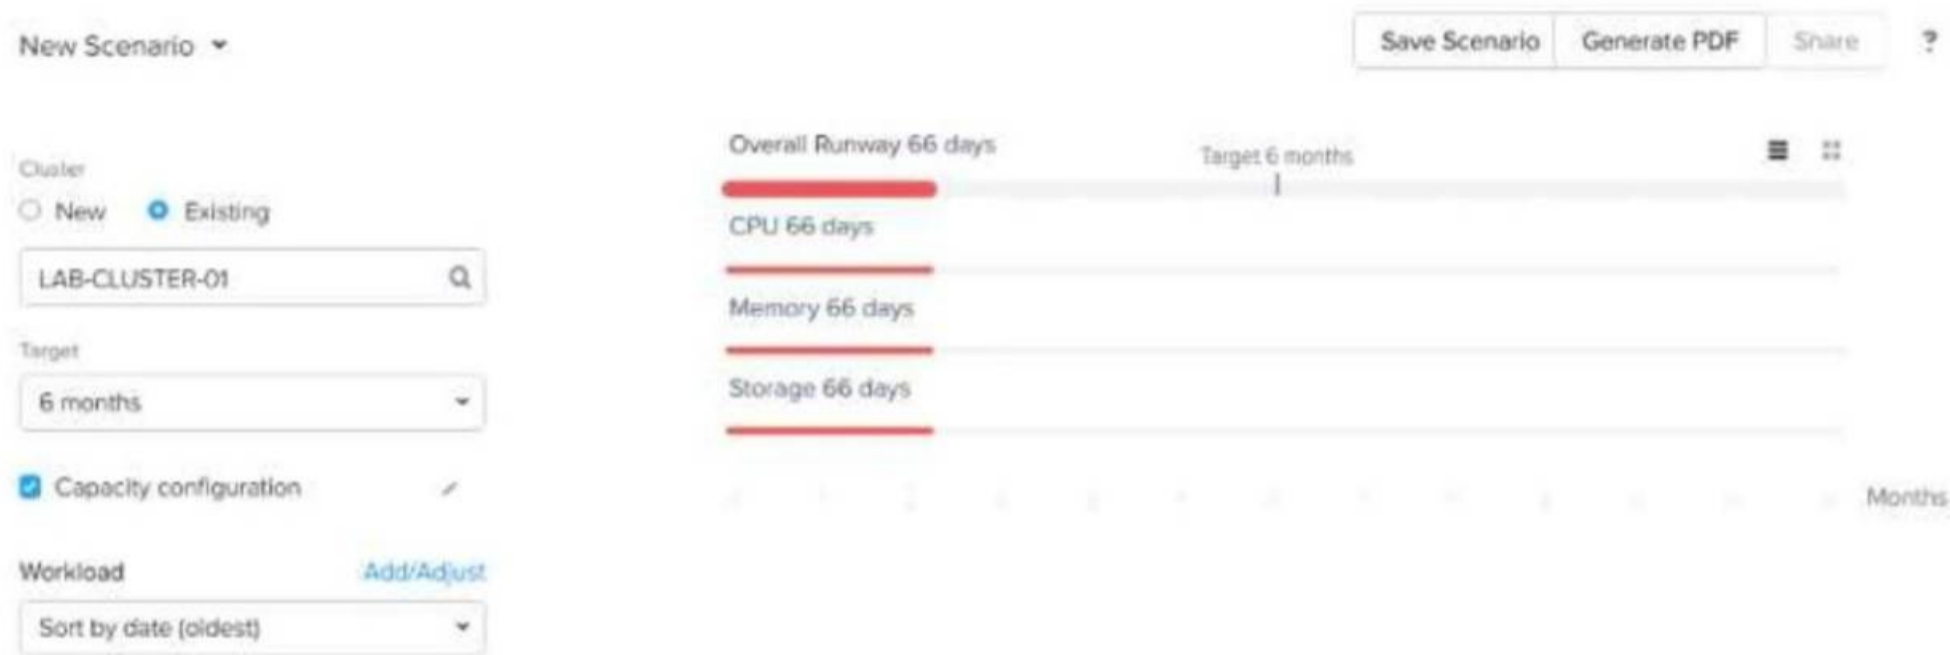 New Scenario
Save Scenario
Generate PDF
Share
?
Cluster
New
Existing
LAB-CLUSTER-01
Target
6 months
Capacity configuration
Workload
Add/Adjust
Sort by date (oldest)
Overall Runway 66 days
Target 6 months
CPU 66 days
Memory 66 days
Storage 66 days
Months